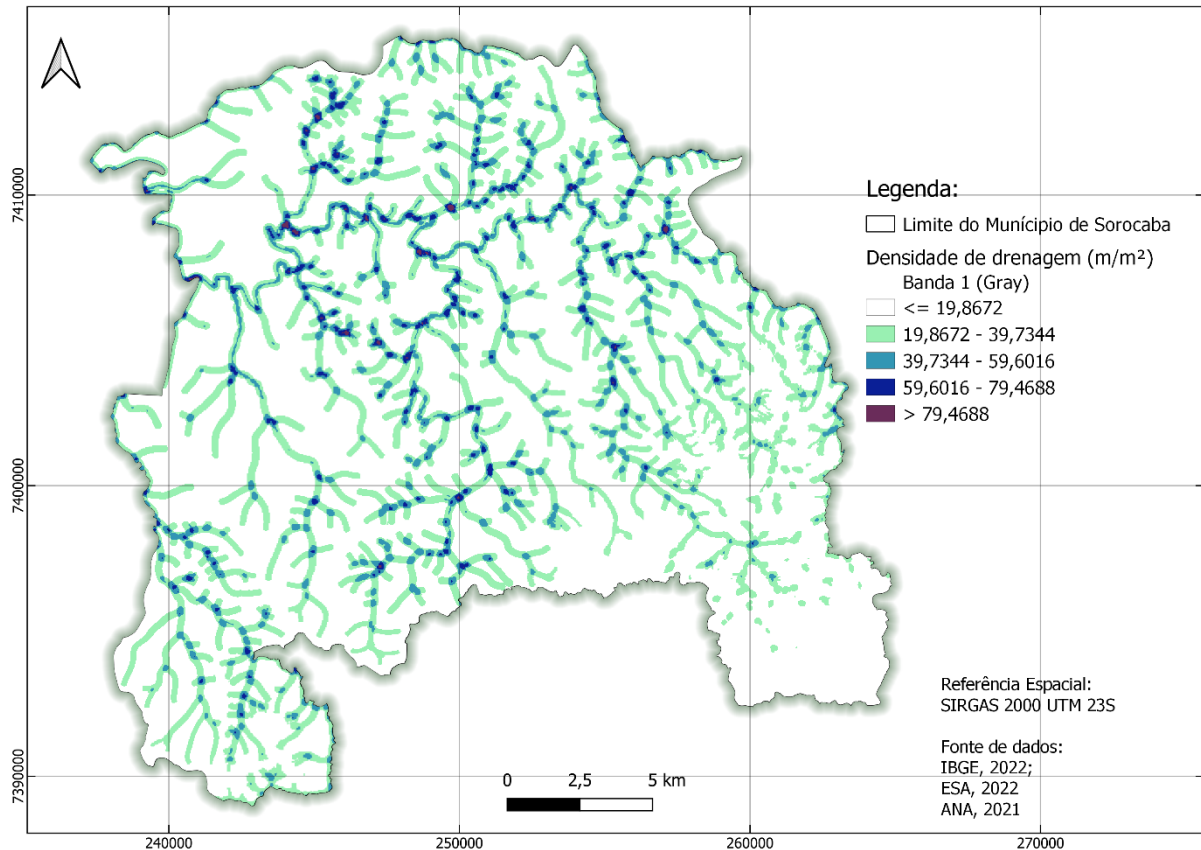 7410000
7400000
7390000
240000
250000
260000
270000
0
2,5
5 km
Legenda:
Limite do Munícipio de Sorocaba
Densidade de drenagem (m/m²)
Banda 1 (Gray)
<= 19,8672
19,8672 - 39,7344
39,7344 - 59,6016
59,6016 - 79,4688
> 79,4688
Referência Espacial:
SIRGAS 2000 UTM 23S
Fonte de dados:
IBGE, 2022;
ESA, 2022
ANA, 2021